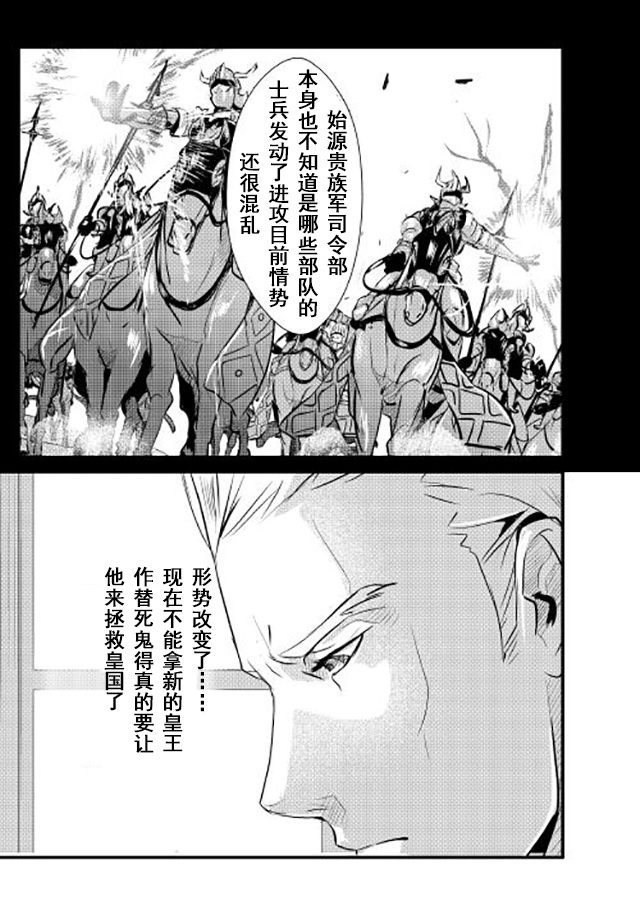 始源贵族军司令部
本身也不知道是哪些部队的
士兵发动了进攻目前情势
还很混乱
形势改变了……
现在不能拿新的皇王
作替死鬼得真的要让
他来拯救皇国了